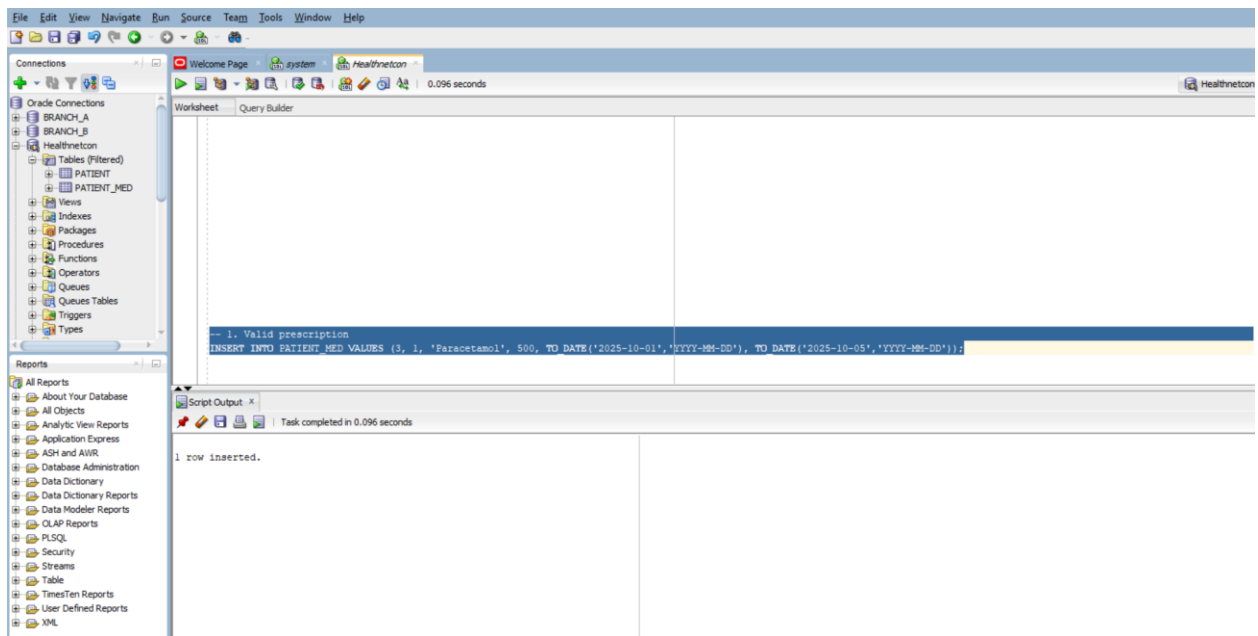 File Edit View Navigate Run Source Team Tools Window Help
Connections
Welcome Page
system
Healthnetcon
0.096 seconds
Healthnetcon
Worksheet Query Builder
Oracle Connections
BRANCH_A
BRANCH_B
Healthnetcon
Tables (Filtered)
PATIENT
PATIENT_MED
Views
Indexes
Packages
Procedures
Functions
Operators
Queues
Queues Tables
Triggers
Types
-- 1. Valid prescription
INSERT INTO PATIENT_MED VALUES (3, 1, 'Paracetamol', 500, TO_DATE('2025-10-01','YYYY-MM-DD'), TO_DATE('2025-10-05','YYYY-MM-DD'));
Reports
All Reports
About Your Database
All Objects
Analytic View Reports
Application Express
ASH and AWR
Database Administration
Data Dictionary
Data Dictionary Reports
Data Modeler Reports
OLAP Reports
PLSQL
Security
Streams
Table
TimesTen Reports
User Defined Reports
XML
Script Output
Task completed in 0.096 seconds
1 row inserted.